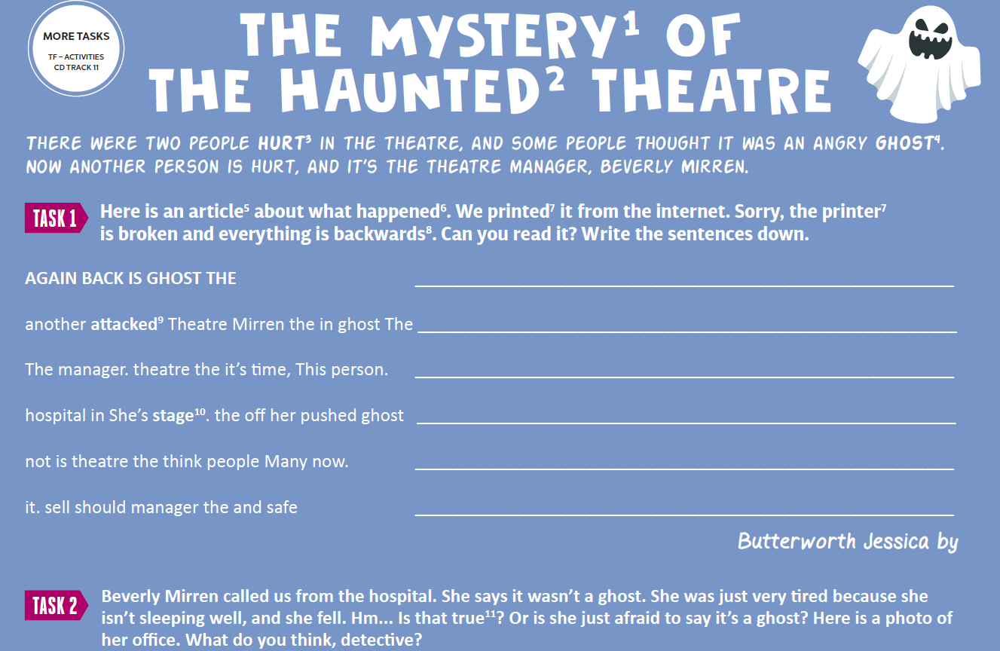 MORE TASKS
TF – ACTIVITIES
CD TRACK 11
THE MYSTERY¹ OF
THE HAUNTED² THEATRE
THERE WERE TWO PEOPLE HURT³ IN THE THEATRE, AND SOME PEOPLE THOUGHT IT WAS AN ANGRY GHOST⁴.
NOW ANOTHER PERSON IS HURT, AND IT'S THE THEATRE MANAGER, BEVERLY MIRREN.
TASK 1
Here is an article⁵ about what happened⁶. We printed⁷ it from the internet. Sorry, the printer⁷
is broken and everything is backwards⁸. Can you read it? Write the sentences down.
AGAIN BACK IS GHOST THE
another attacked⁹ Theatre Mirren the in ghost The
The manager. theatre the it's time, This person.
hospital in She's stage¹⁰. the off her pushed ghost
not is theatre the think people Many now.
it. sell should manager the and safe
Butterworth Jessica by
TASK 2
Beverly Mirren called us from the hospital. She says it wasn't a ghost. She was just very tired because she
isn't sleeping well, and she fell. Hm... Is that true¹¹? Or is she just afraid to say it's a ghost? Here is a photo of
her office. What do you think, detective?